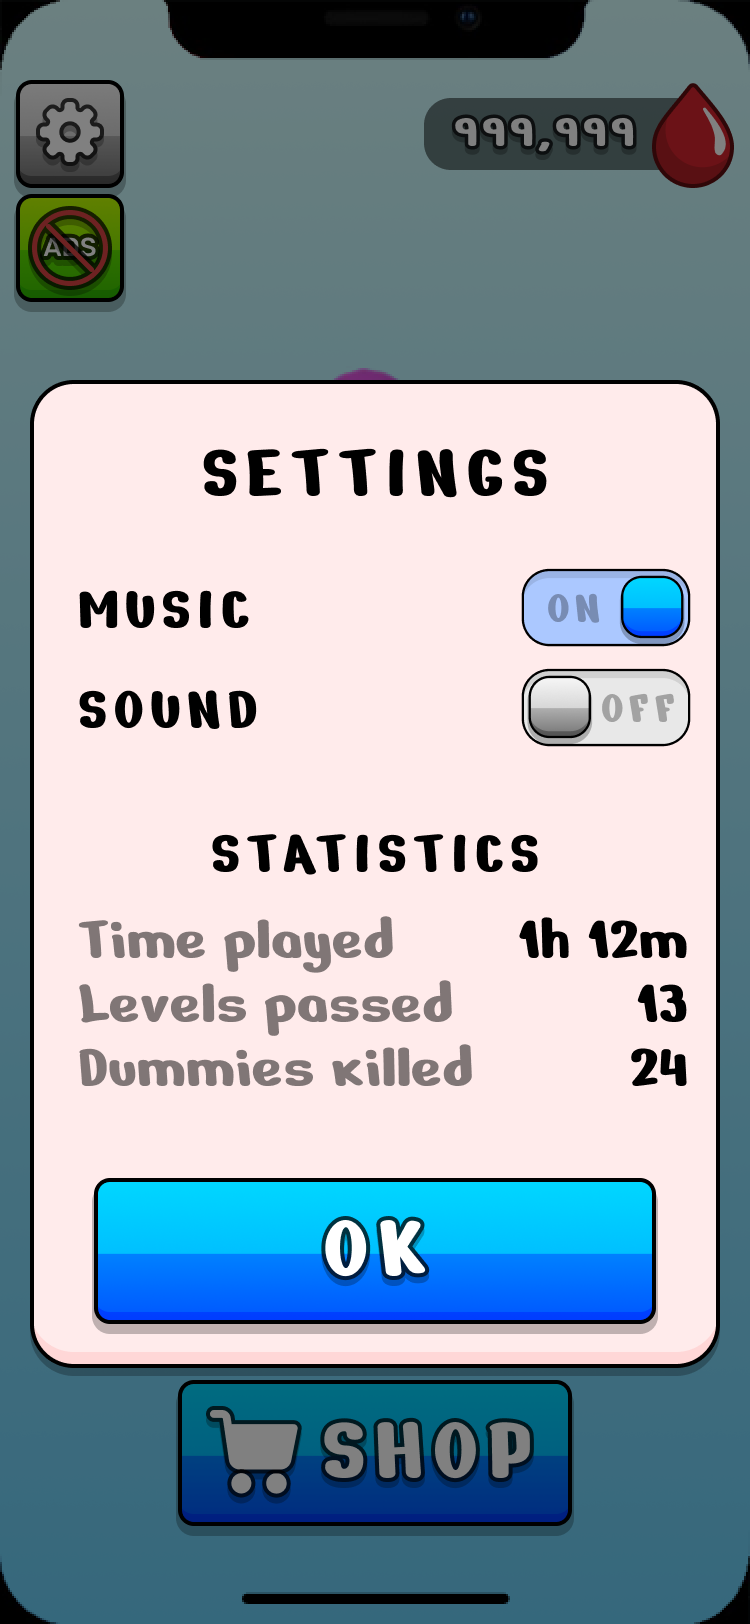 999,999
ADS
SETTINGS
MUSIC ON
SOUND OFF
STATISTICS
Time played 1h 12m
Levels passed 13
Dummies killed 24
OK
SHOP